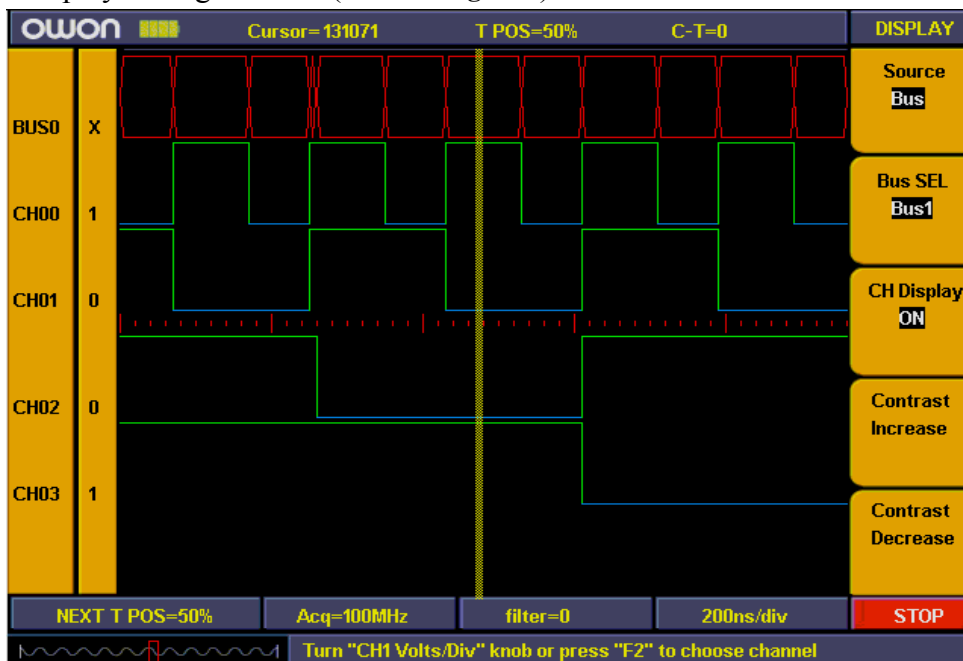 owon Cursor=131071 T POS=50% C-T=0 DISPLAY
Source
Bus
BUS0 X
Bus SEL
Bus1
CH00 1
CH Display
ON
CH01 0
Contrast
Increase
CH02 0
CH03 1
Contrast
Decrease
NEXT T POS=50% Acq=100MHz filter=0 200ns/div STOP
Turn "CH1 Volts/Div" knob or press "F2" to choose channel